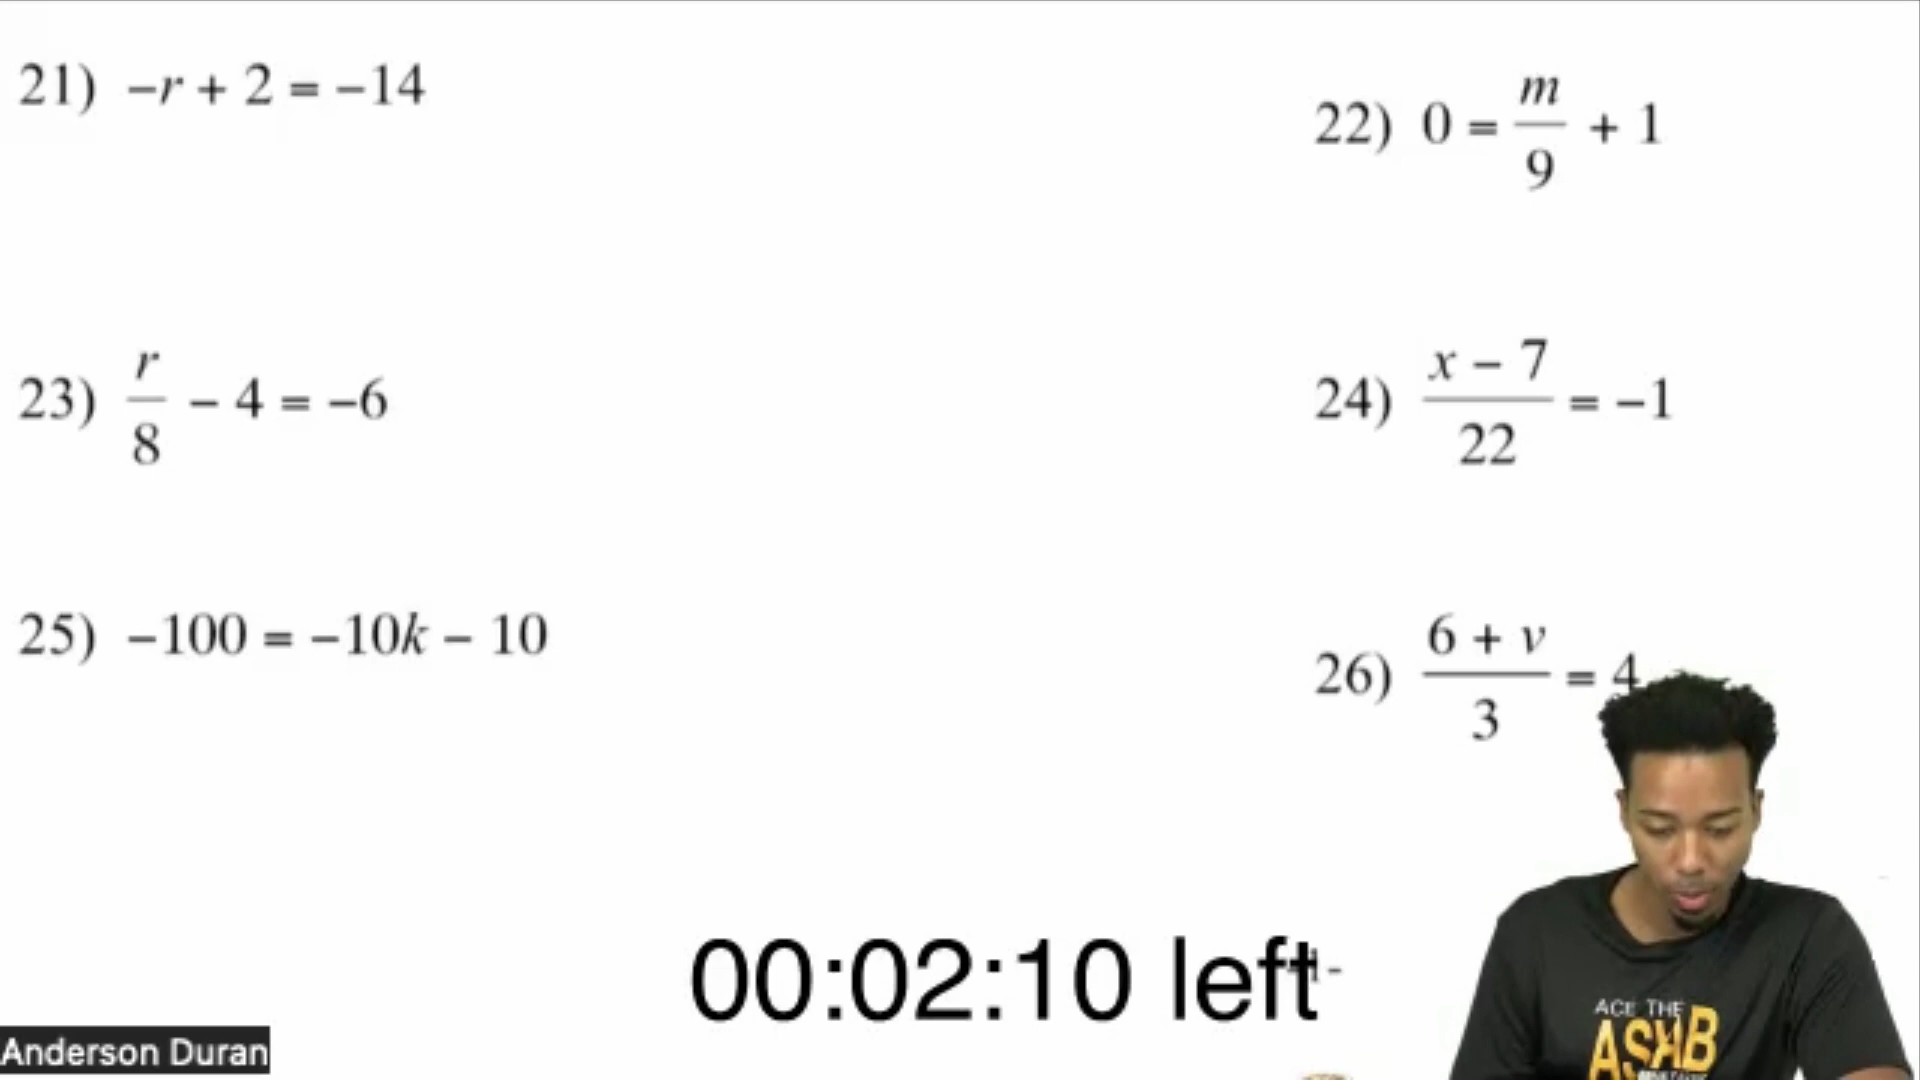 21) −r + 2 = −14
22) 0 = m/9 + 1
23) r/8 − 4 = −6
24) (x − 7)/22 = −1
25) −100 = −10k − 10
26) (6 + v)/3 = 4
00:02:10 left
Anderson Duran
ACE THE
ASVAB